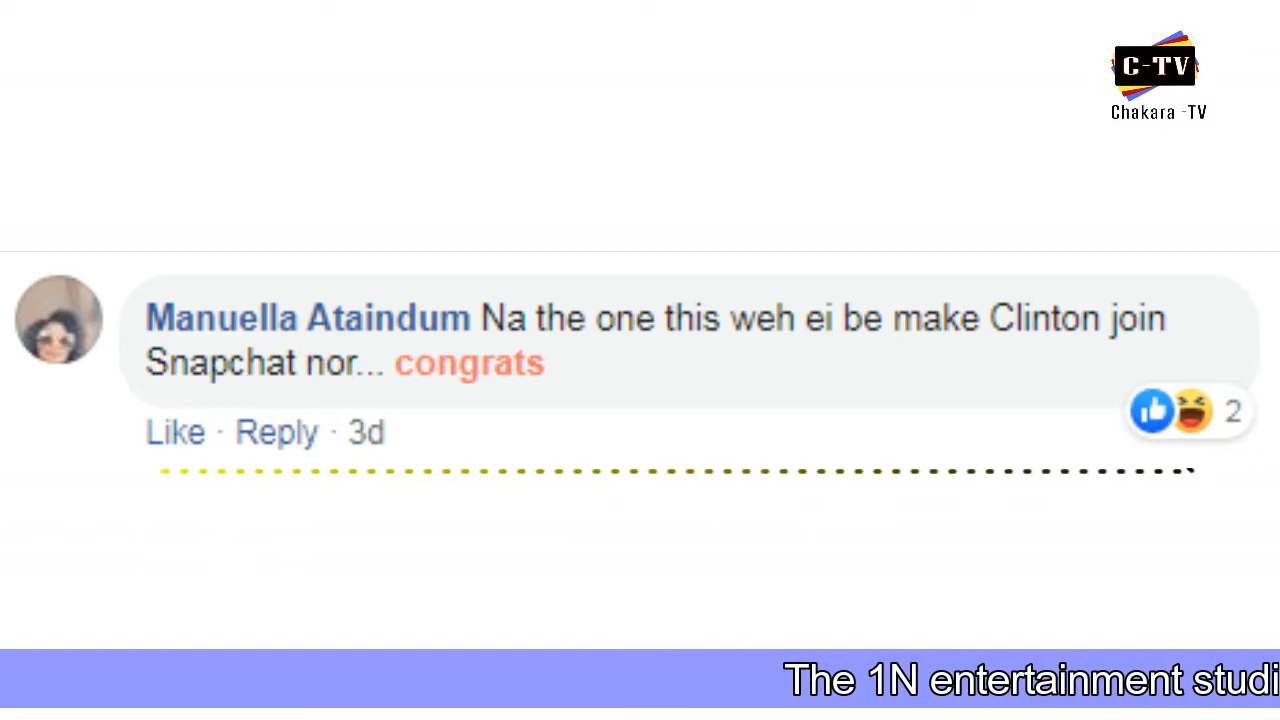 C-TV
Chakara -TV
Manuella Ataindum Na the one this weh ei be make Clinton join
Snapchat nor... congrats
Like · Reply · 3d
2
The 1N entertainment studi